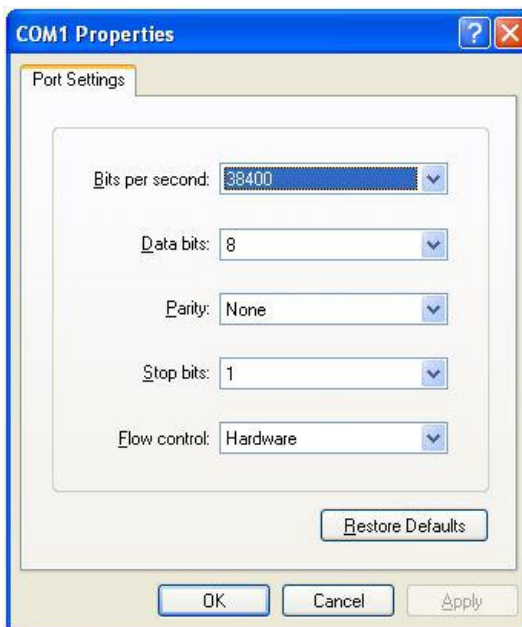 COM1 Properties
Port Settings
Bits per second: 38400
Data bits: 8
Parity: None
Stop bits: 1
Flow control: Hardware
Restore Defaults
OK Cancel Apply